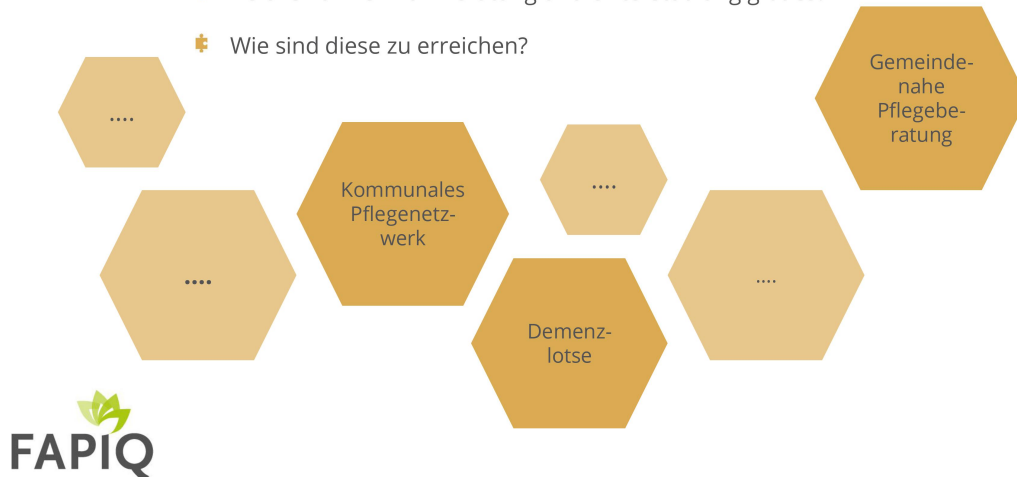 Wie sind diese zu erreichen?
Gemeinde-
nahe
Pflegebe-
ratung
....
Kommunales
Pflegenetz-
werk
....
....
....
Demenz-
lotse
FAPIQ